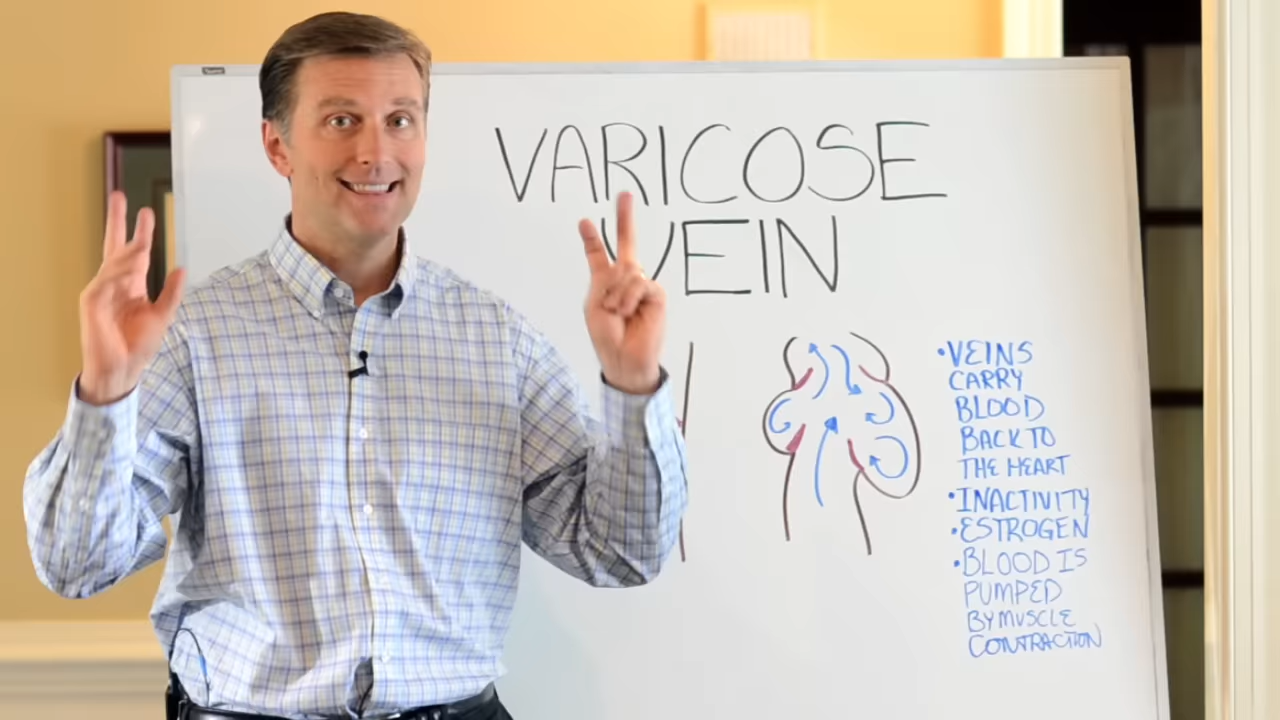 VARICOSE
VEIN
•VEINS
CARRY
BLOOD
BACK TO
THE HEART
•INACTIVITY
•ESTROGEN
•BLOOD IS
PUMPED
BY MUSCLE
CONTRACTION